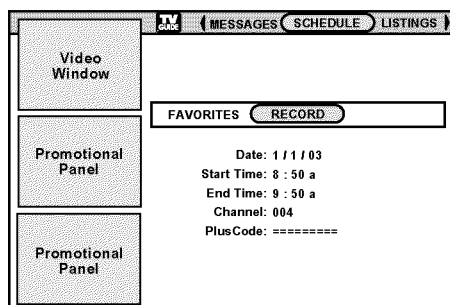 TV GUIDE MESSAGES SCHEDULE LISTINGS
Video
Window
FAVORITES RECORD
Promotional
Panel
Date: 1 / 1 / 03
Start Time: 8 : 50 a
End Time: 9 : 50 a
Channel: 004
PlusCode: =========
Promotional
Panel